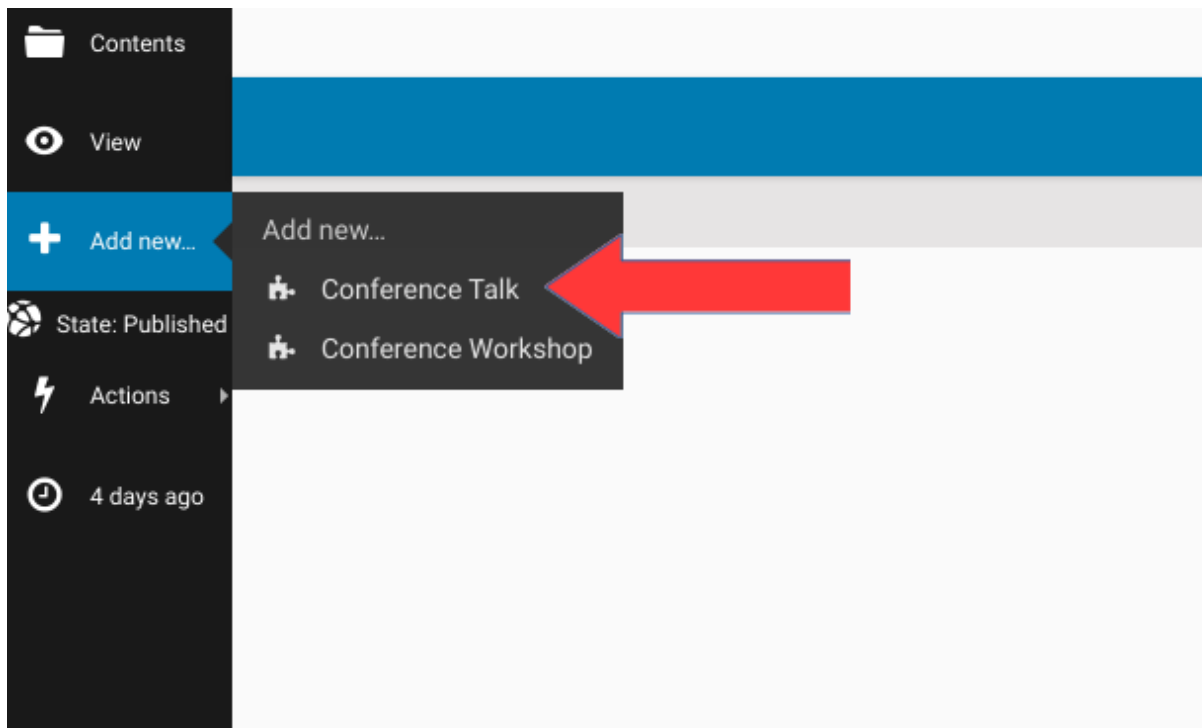 Contents
View
Add new...
Add new...
Conference Talk
Conference Workshop
State: Published
Actions
4 days ago